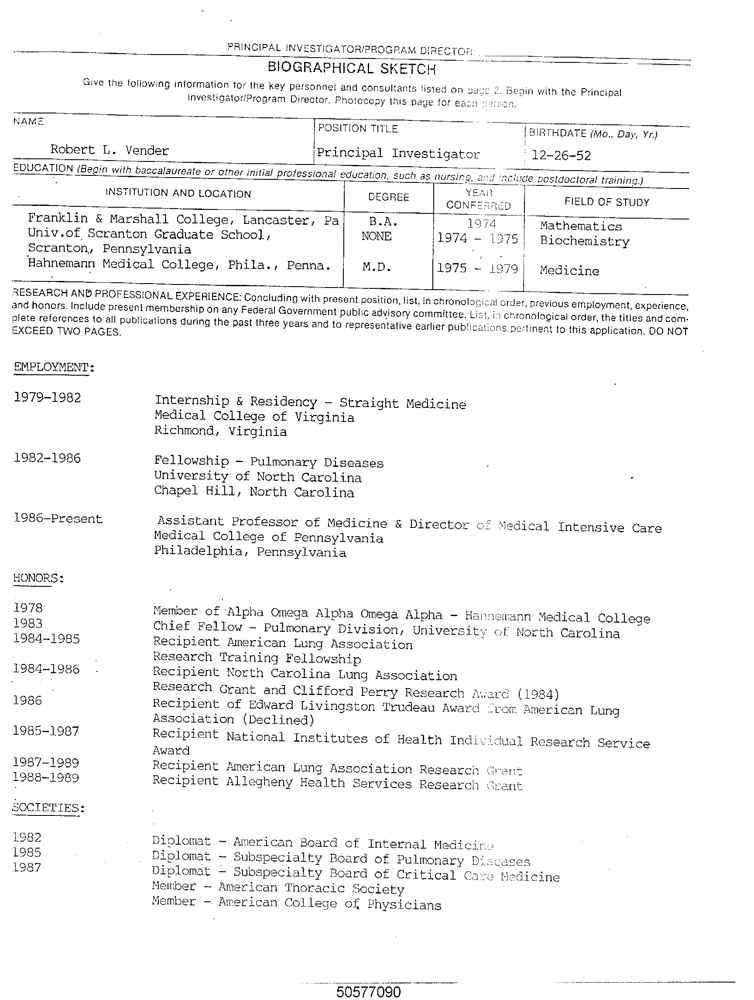 PRINCIPAL INVESTIGATOR/PROGRAM DIRECTOR:
BIOGRAPHICAL SKETCH
Give the following information for the key personnel and consultants listed on page 2. Begin with the Principal
Investigator/Program Director. Photocopy this page for each person.
NAME
POSITION TITLE
BIRTHDATE (Mo., Day, Yr.)
Robert L. Vender
Principal Investigator
12-26-52
EDUCATION (Begin with baccalaureate or other initial professional education, such as nursing, and include postdoctoral training.)
INSTITUTION AND LOCATION
DEGREE
YEAR CONFERRED
FIELD OF STUDY
Franklin & Marshall College, Lancaster, Pa B.A. 1974 Mathematics
Univ.of Scranton Graduate School, NONE 1974 - 1975 Biochemistry
Scranton, Pennsylvania
Hahnemann Medical College, Phila., Penna. M.D. 1975 - 1979 Medicine
RESEARCH AND PROFESSIONAL EXPERIENCE: Concluding with present position, list, in chronological order, previous employment, experience,
and honors. Include present membership on any Federal Government public advisory committee. List, in chronological order, the titles and com-
plete references to all publications during the past three years and to representative earlier publications pertinent to this application. DO NOT
EXCEED TWO PAGES.
EMPLOYMENT:
1979-1982 Internship & Residency - Straight Medicine
Medical College of Virginia
Richmond, Virginia
1982-1986 Fellowship - Pulmonary Diseases
University of North Carolina
Chapel Hill, North Carolina
1986-Present Assistant Professor of Medicine & Director of Medical Intensive Care
Medical College of Pennsylvania
Philadelphia, Pennsylvania
HONORS:
1978 Member of Alpha Omega Alpha Omega Alpha - Hannemann Medical College
1983 Chief Fellow - Pulmonary Division, University of North Carolina
1984-1985 Recipient American Lung Association
Research Training Fellowship
1984-1986 Recipient North Carolina Lung Association
Research Grant and Clifford Perry Research Award (1984)
1986 Recipient of Edward Livingston Trudeau Award from American Lung
Association (Declined)
1985-1987 Recipient National Institutes of Health Individual Research Service
Award
1987-1989 Recipient American Lung Association Research Grant
1988-1989 Recipient Allegheny Health Services Research Grant
SOCIETIES:
1982 Diplomat - American Board of Internal Medicine
1985 Diplomat - Subspecialty Board of Pulmonary Diseases
1987 Diplomat - Subspecialty Board of Critical Care Medicine
Member - American Thoracic Society
Member - American College of Physicians
50577090